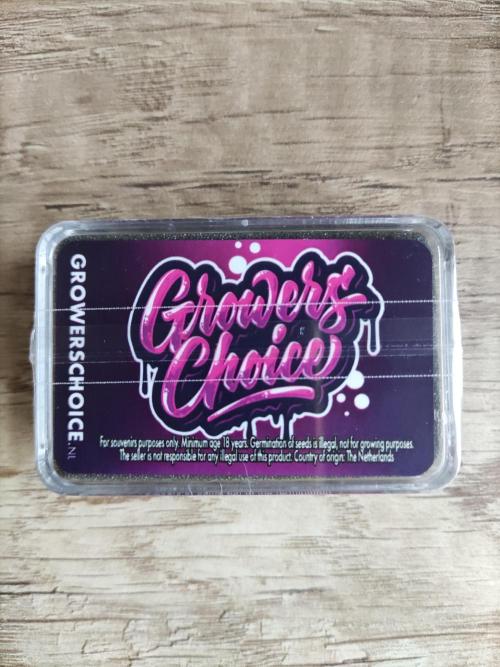 GROWERSCHOICE.NL
Growers
Choice
For souvenirs purposes only. Minimum age 18 years. Germination of seeds is illegal, not for growing purposes.
The seller is not responsible for any illegal use of this product. Country of origin: The Netherlands